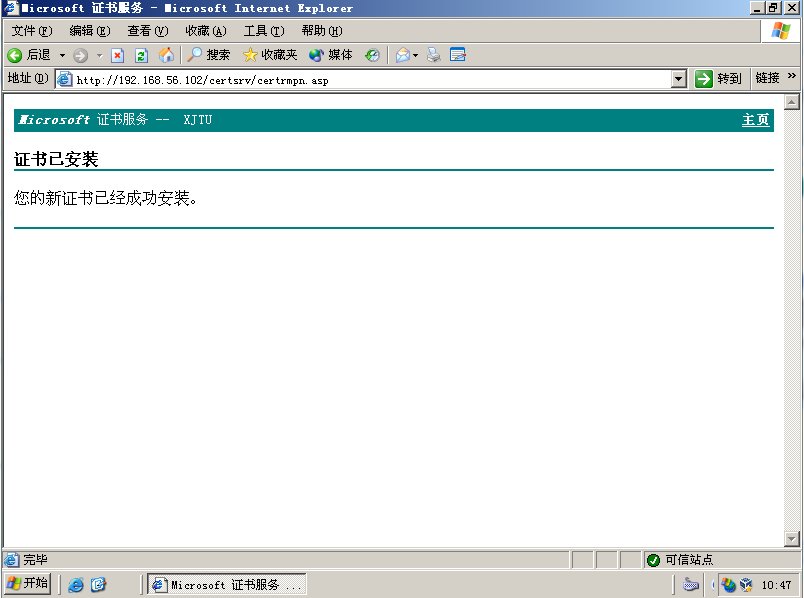 Microsoft 证书服务 - Microsoft Internet Explorer
文件(F) 编辑(E) 查看(V) 收藏(A) 工具(T) 帮助(H)
后退 搜索 收藏夹 媒体
地址(D) http://192.168.56.102/certsrv/certrmpn.asp 转到 链接 »
Microsoft 证书服务 -- XJTU 主页
证书已安装
您的新证书已经成功安装。
完毕 可信站点
开始 Microsoft 证书服务 ... 10:47